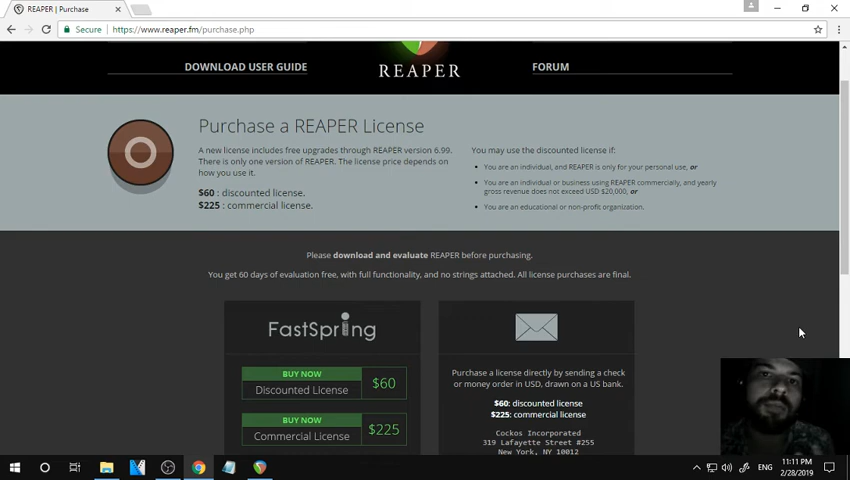 REAPER | Purchase
Secure
https://www.reaper.fm/purchase.php
DOWNLOAD USER GUIDE
REAPER
FORUM
Purchase a REAPER License
A new license includes free upgrades through REAPER version 6.99.
There is only one version of REAPER. The license price depends on
how you use it.
$60 : discounted license.
$225 : commercial license.
You may use the discounted license if:
You are an individual, and REAPER is only for your personal use, or
You are an individual or business using REAPER commercially, and yearly
gross revenue does not exceed USD $20,000, or
You are an educational or non-profit organization.
Please download and evaluate REAPER before purchasing.
You get 60 days of evaluation free, with full functionality, and no strings attached. All license purchases are final.
FastSpring
BUY NOW
Discounted License
$60
BUY NOW
Commercial License
$225
Purchase a license directly by sending a check
or money order in USD, drawn on a US bank.
$60: discounted license
$225: commercial license
Cockos Incorporated
319 Lafayette Street #255
New York, NY 10012
ENG
11:11 PM
2/28/2019